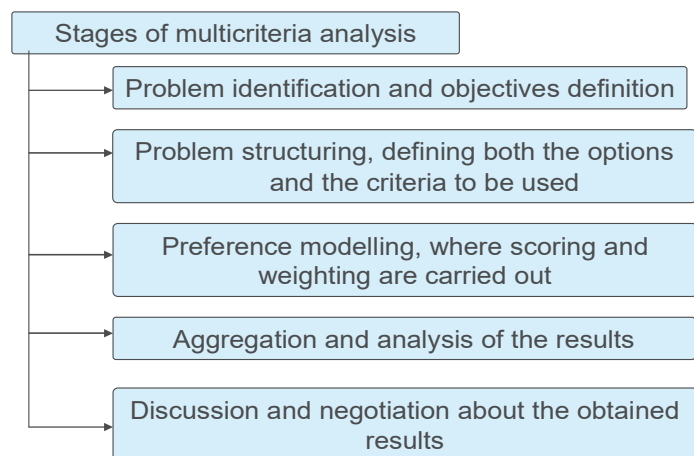 Stages of multicriteria analysis
Problem identification and objectives definition
Problem structuring, defining both the options
and the criteria to be used
Preference modelling, where scoring and
weighting are carried out
Aggregation and analysis of the results
Discussion and negotiation about the obtained
results